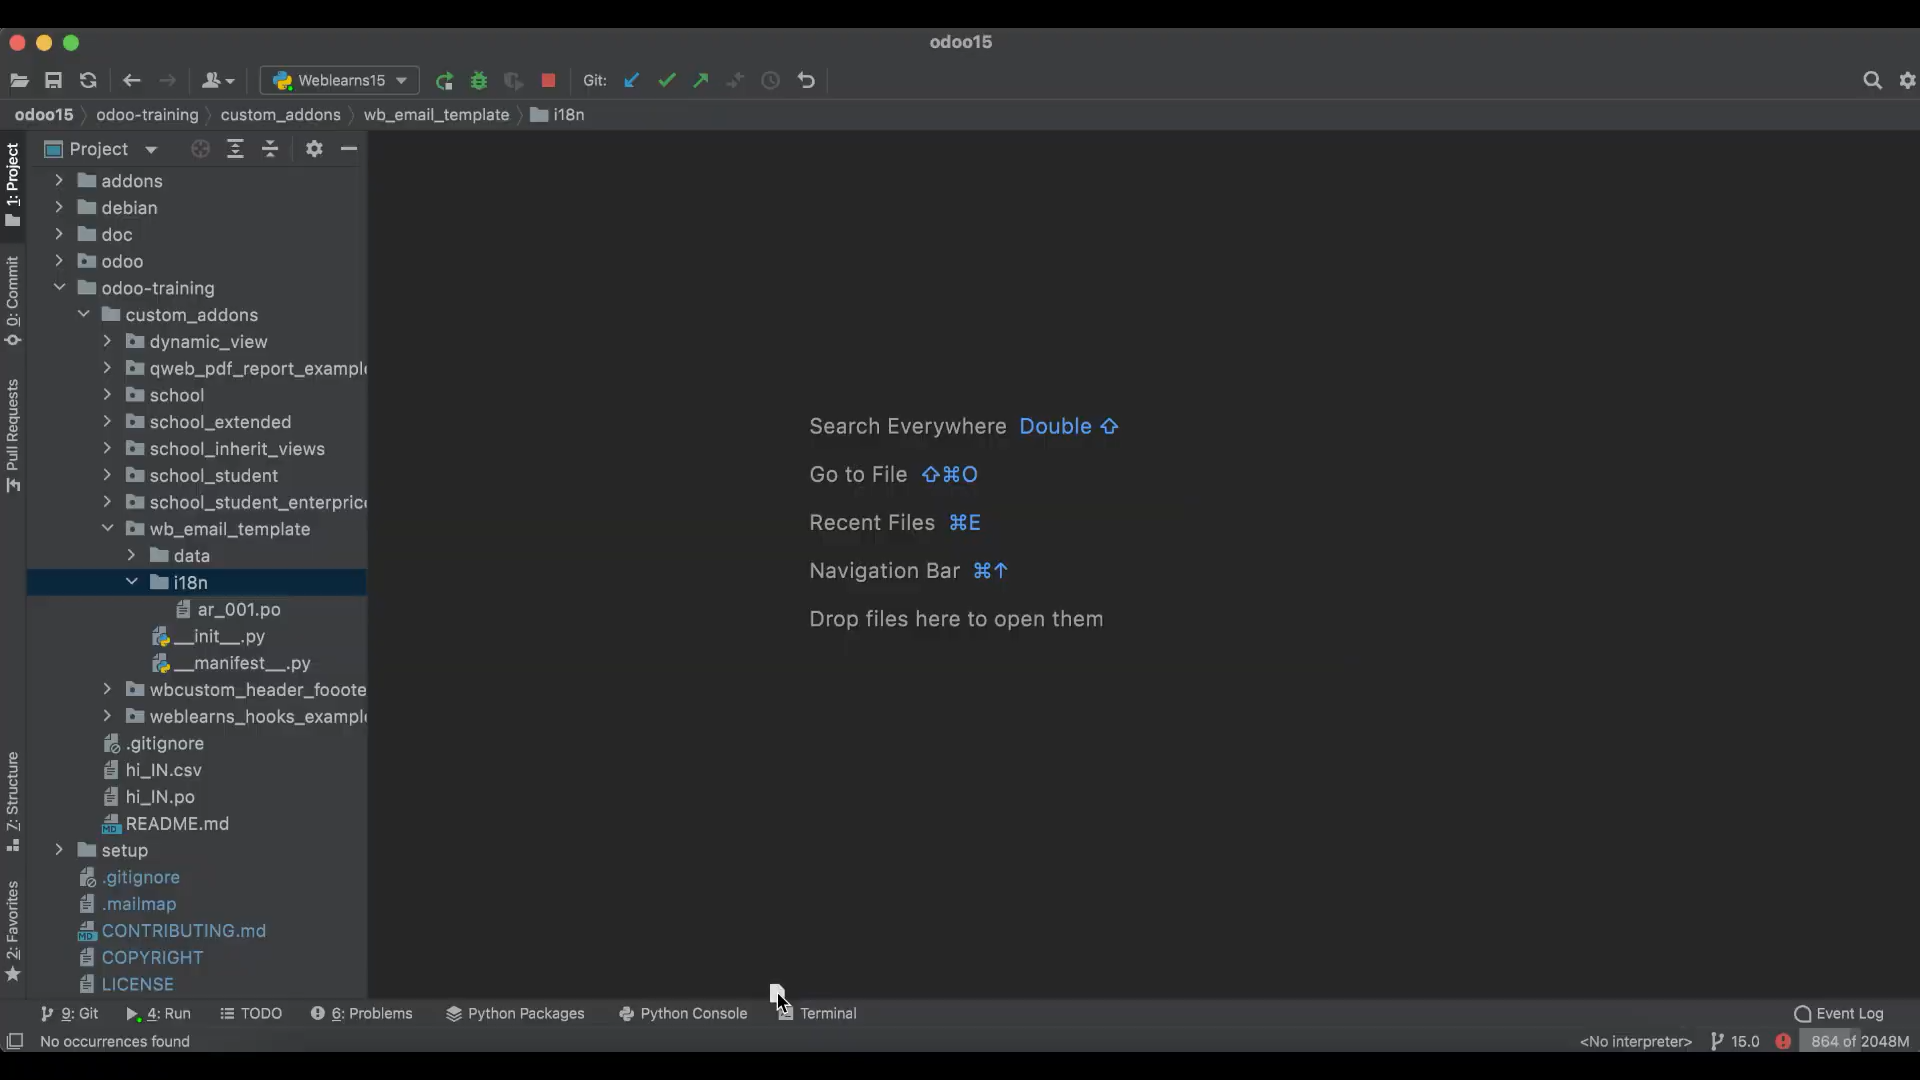 odoo15
Weblearns15
Git:
odoo15
odoo-training
custom_addons
wb_email_template
i18n
1: Project
0: Commit
Pull Requests
7: Structure
2: Favorites
Project
addons
debian
doc
odoo
odoo-training
custom_addons
dynamic_view
qweb_pdf_report_exampl
school
school_extended
school_inherit_views
school_student
school_student_enterpric
wb_email_template
data
i18n
ar_001.po
__init__.py
__manifest__.py
wbcustom_header_fooote
weblearns_hooks_exampl
.gitignore
hi_IN.csv
hi_IN.po
README.md
setup
.gitignore
.mailmap
CONTRIBUTING.md
COPYRIGHT
LICENSE
Search Everywhere Double ⇧
Go to File ⇧⌘O
Recent Files ⌘E
Navigation Bar ⌘↑
Drop files here to open them
9: Git
4: Run
TODO
6: Problems
Python Packages
Python Console
Terminal
Event Log
No occurrences found
<No interpreter>
15.0
864 of 2048M